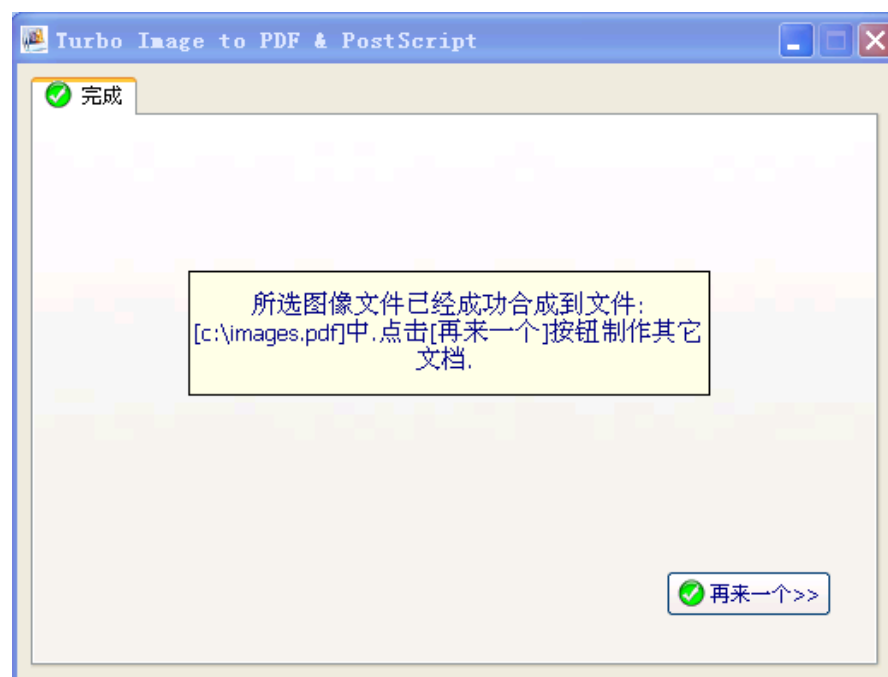 Turbo Image to PDF & PostScript
完成
所选图像文件已经成功合成到文件:
[c:\images.pdf]中.点击[再来一个]按钮制作其它
文档.
再来一个>>